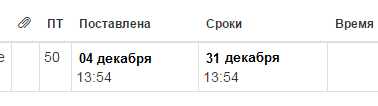 ПТ Поставлена Сроки Время
е 50 04 декабря 31 декабря
13:54 13:54